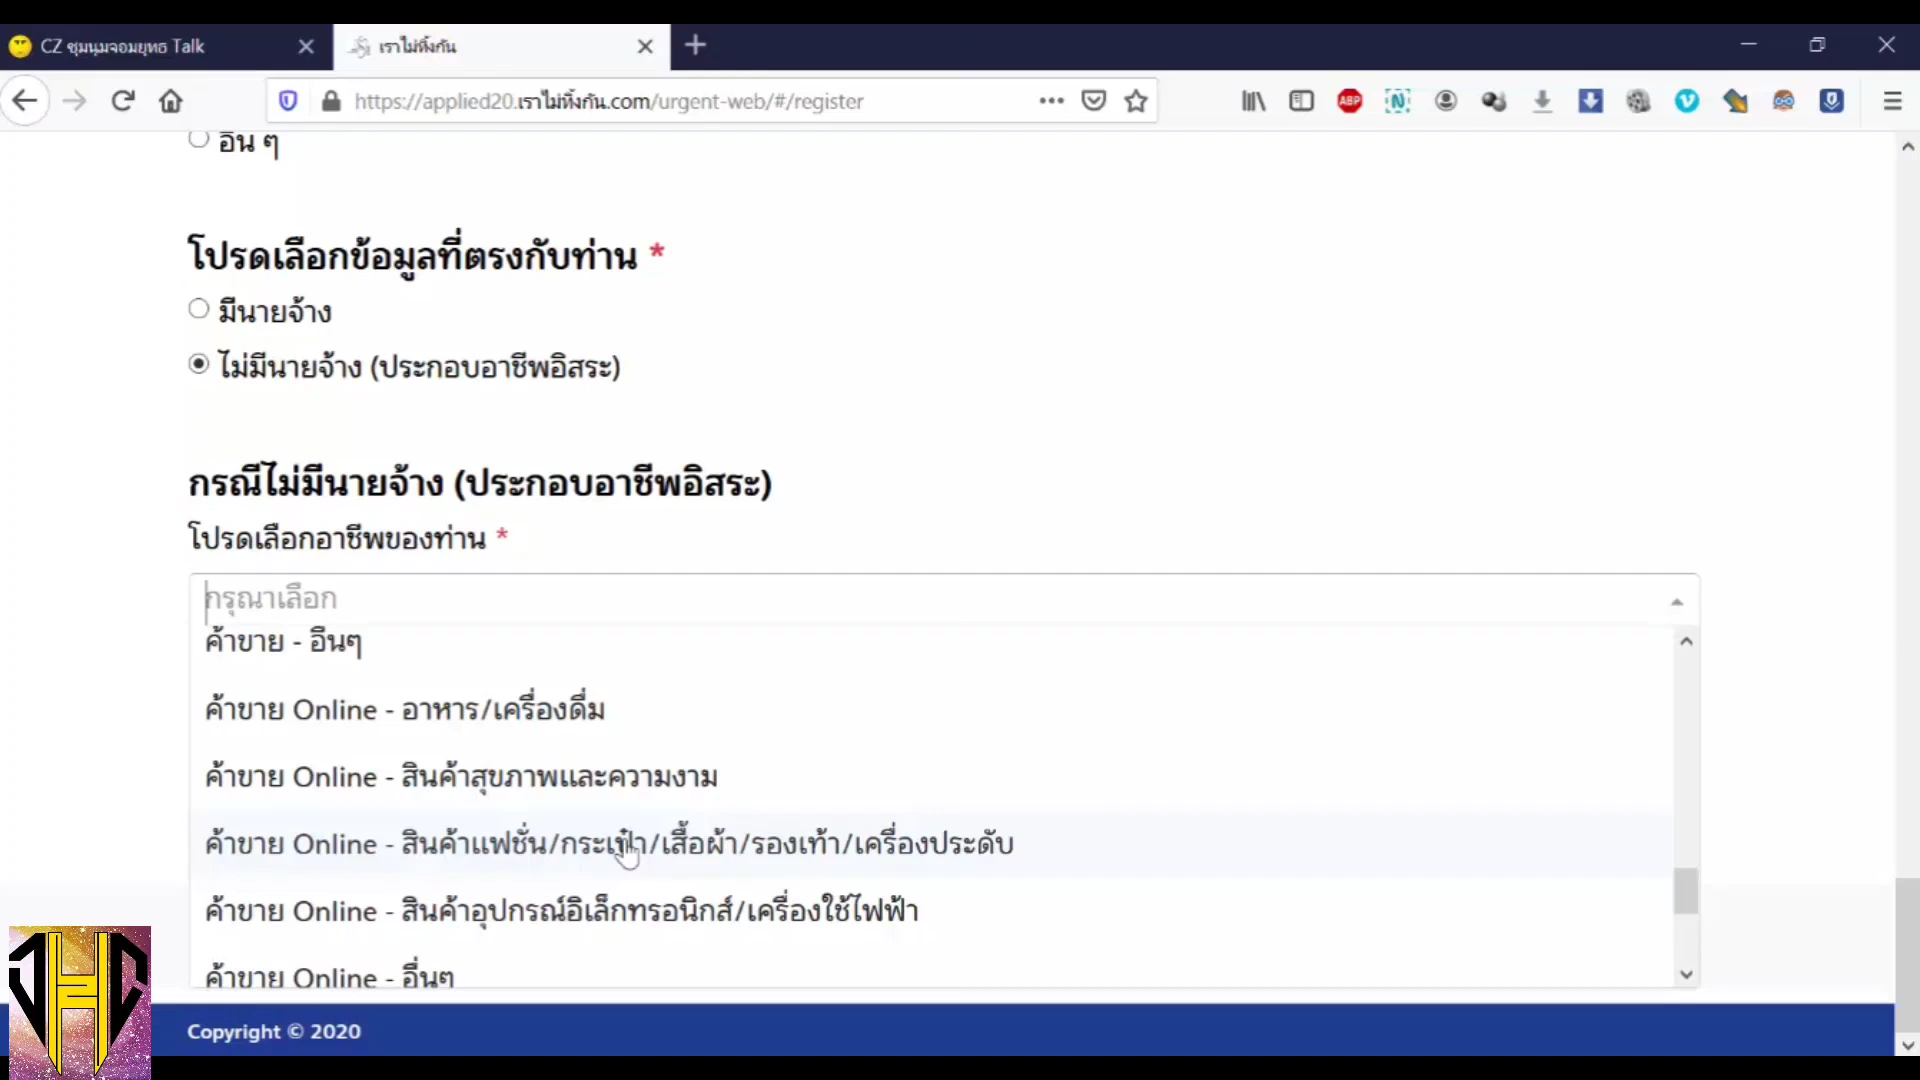 CZ ชุมนุมจอมยุทธ Talk
เราไม่ทิ้งกัน
https://applied20.เราไม่ทิ้งกัน.com/urgent-web/#/register
ABP
อื่น ๆ
โปรดเลือกข้อมูลที่ตรงกับท่าน *
มีนายจ้าง
ไม่มีนายจ้าง (ประกอบอาชีพอิสระ)
กรณีไม่มีนายจ้าง (ประกอบอาชีพอิสระ)
โปรดเลือกอาชีพของท่าน *
กรุณาเลือก
ค้าขาย - อื่นๆ
ค้าขาย Online - อาหาร/เครื่องดื่ม
ค้าขาย Online - สินค้าสุขภาพและความงาม
ค้าขาย Online - สินค้าแฟชั่น/กระเป๋า/เสื้อผ้า/รองเท้า/เครื่องประดับ
ค้าขาย Online - สินค้าอุปกรณ์อิเล็กทรอนิกส์/เครื่องใช้ไฟฟ้า
ค้าขาย Online - อื่นๆ
Copyright © 2020